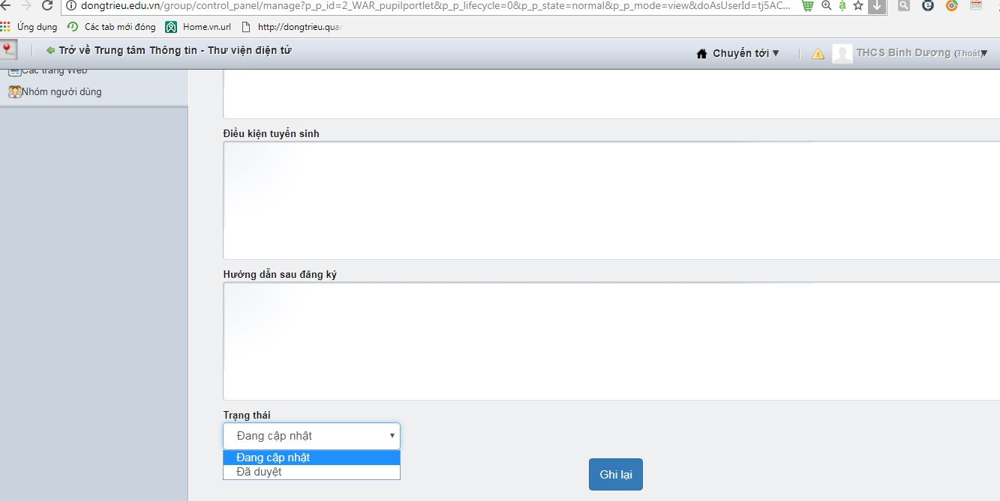 dongtrieu.edu.vn/group/control_panel/manage?p_p_id=2_WAR_pupilportlet&p_p_lifecycle=0&p_p_state=normal&p_p_mode=view&doAsUserId=tj5AC...
Ứng dụng Các tab mới đóng Home.vn.url http://dongtrieu.quan
Trở về Trung tâm Thông tin - Thư viện điện tử Chuyển tới ▼ THCS Bình Dương (Thoát)▼
Các trang Web
Nhóm người dùng
Điều kiện tuyển sinh
Hướng dẫn sau đăng ký
Trạng thái
Đang cập nhật
Đang cập nhật
Đã duyệt
Ghi lại